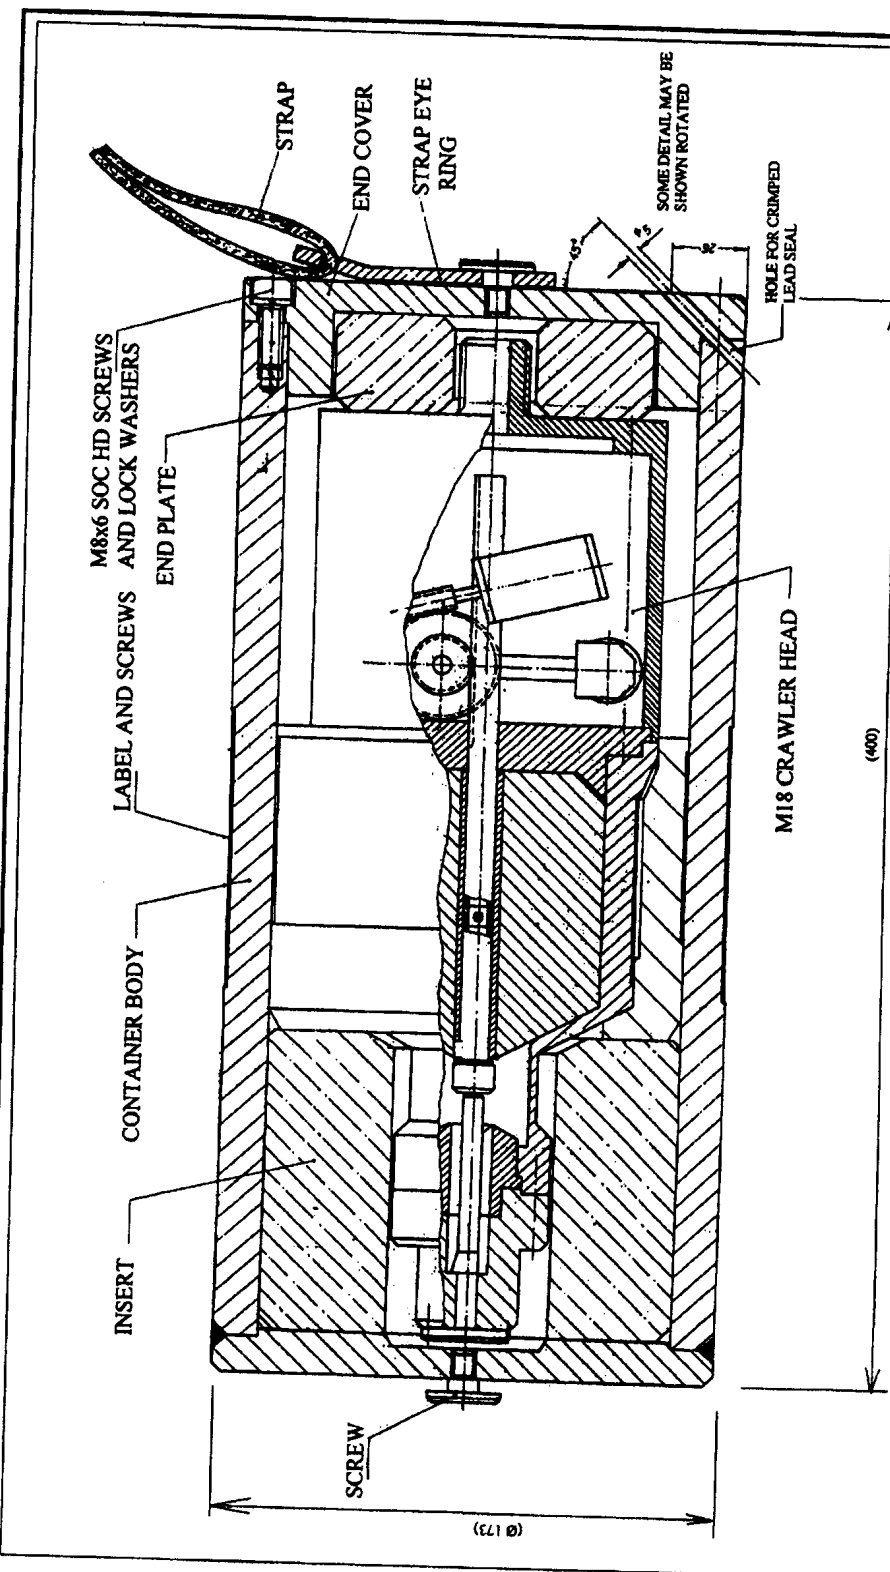 STRAP
END COVER
STRAP EYE
RING
SOME DETAIL MAY BE
SHOWN ROTATED
HOLE FOR CRIMPED
LEAD SEAL
M8x6 SOC HD SCREWS
AND LOCK WASHERS
END PLATE
LABEL AND SCREWS
CONTAINER BODY
INSERT
SCREW
M18 CRAWLER HEAD
45°
(400)
(Ø 173)